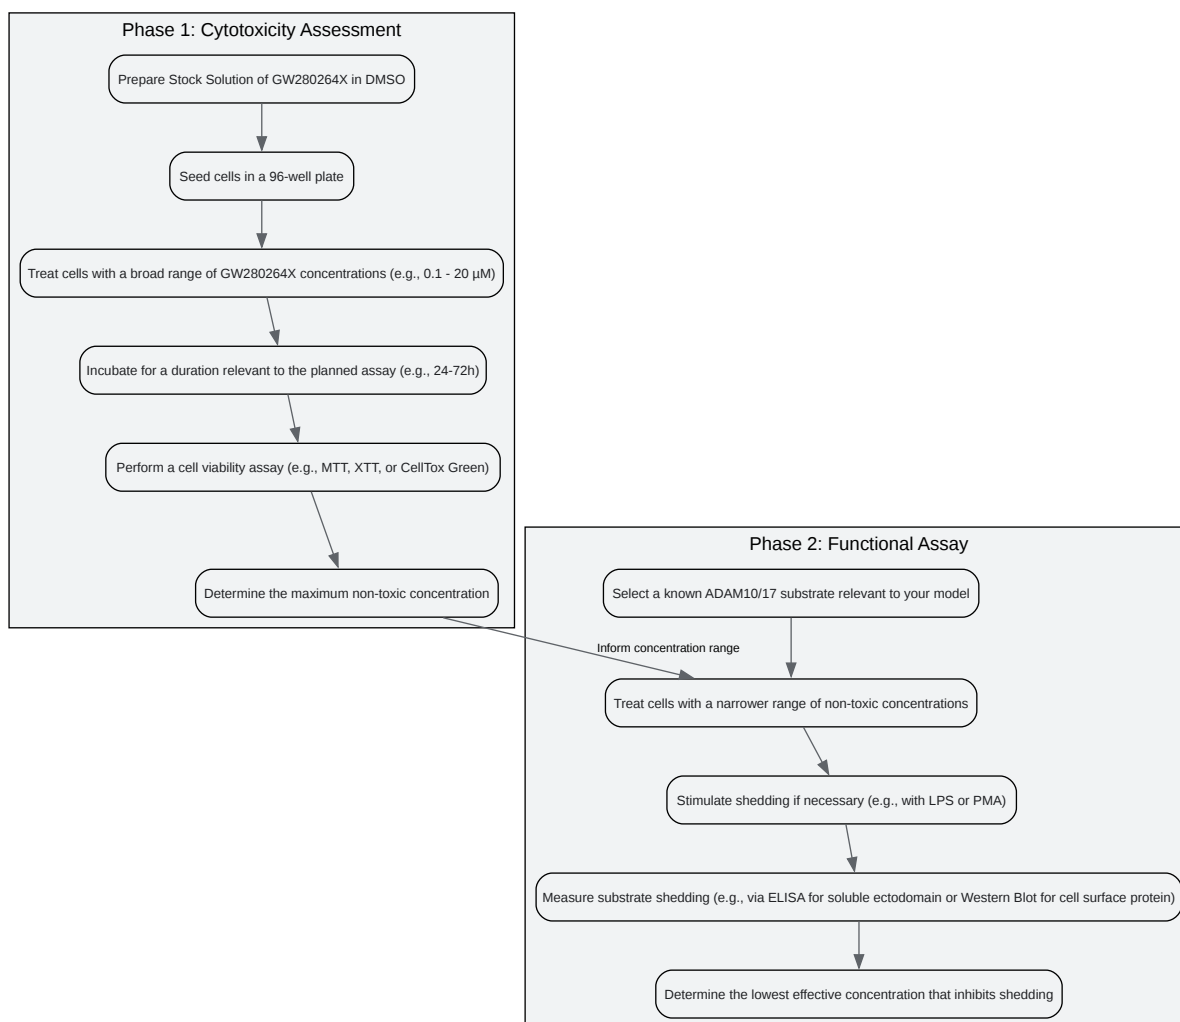 Phase 1: Cytotoxicity Assessment
Prepare Stock Solution of GW280264X in DMSO
Seed cells in a 96-well plate
Treat cells with a broad range of GW280264X concentrations (e.g., 0.1 - 20 µM)
Incubate for a duration relevant to the planned assay (e.g., 24-72h)
Perform a cell viability assay (e.g., MTT, XTT, or CellTox Green)
Determine the maximum non-toxic concentration
Phase 2: Functional Assay
Select a known ADAM10/17 substrate relevant to your model
Inform concentration range
Treat cells with a narrower range of non-toxic concentrations
Stimulate shedding if necessary (e.g., with LPS or PMA)
Measure substrate shedding (e.g., via ELISA for soluble ectodomain or Western Blot for cell surface protein)
Determine the lowest effective concentration that inhibits shedding